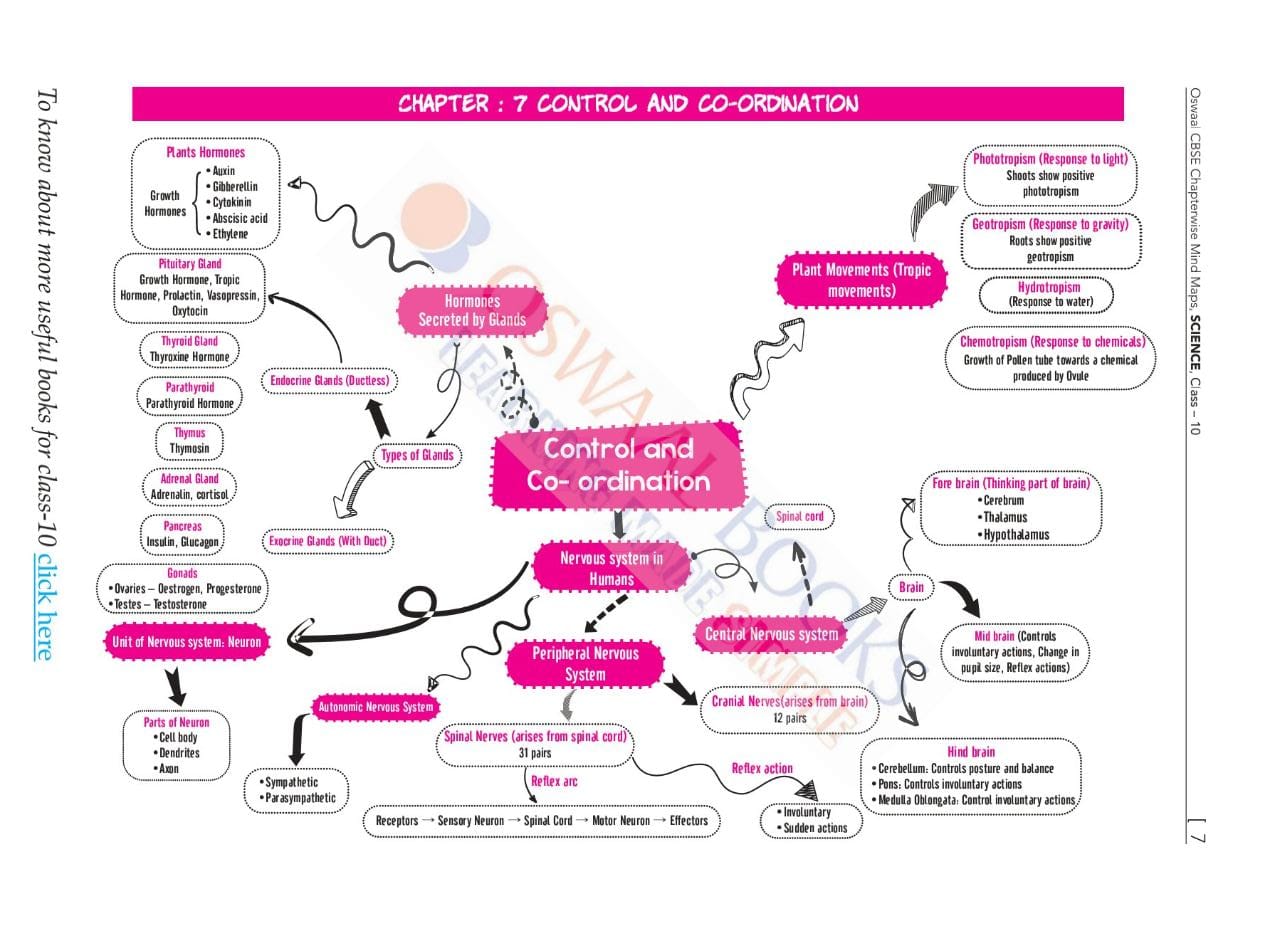 CHAPTER : 7 CONTROL AND CO-ORDINATION
Plants Hormones
Growth
Hormones
• Auxin
• Gibberellin
• Cytokinin
• Abscisic acid
• Ethylene
Pituitary Gland
Growth Hormone, Tropic
Hormone, Prolactin, Vasopressin,
Oxytocin
Thyroid Gland
Thyroxine Hormone
Parathyroid
Parathyroid Hormone
Thymus
Thymosin
Adrenal Gland
Adrenalin, cortisol
Pancreas
Insulin, Glucagon
Gonads
• Ovaries – Oestrogen, Progesterone
• Testes – Testosterone
Hormones
Secreted by Glands
Endocrine Glands (Ductless)
Types of Glands
Exocrine Glands (With Duct)
Control and
Co- ordination
Plant Movements (Tropic
movements)
Phototropism (Response to light)
Shoots show positive
phototropism
Geotropism (Response to gravity)
Roots show positive
geotropism
Hydrotropism
(Response to water)
Chemotropism (Response to chemicals)
Growth of Pollen tube towards a chemical
produced by Ovule
Nervous system in
Humans
Unit of Nervous system: Neuron
Parts of Neuron
• Cell body
• Dendrites
• Axon
Autonomic Nervous System
• Sympathetic
• Parasympathetic
Peripheral Nervous
System
Spinal Nerves (arises from spinal cord)
31 pairs
Reflex arc
Receptors → Sensory Neuron → Spinal Cord → Motor Neuron → Effectors
Reflex action
• Involuntary
• Sudden actions
Cranial Nerves(arises from brain)
12 pairs
Central Nervous system
Spinal cord
Brain
Fore brain (Thinking part of brain)
• Cerebrum
• Thalamus
• Hypothalamus
Mid brain (Controls
involuntary actions, Change in
pupil size, Reflex actions)
Hind brain
• Cerebellum: Controls posture and balance
• Pons: Controls involuntary actions
• Medulla Oblongata: Control involuntary actions
To know about more useful books for class-10 click here
Oswaal CBSE Chapterwise Mind Maps, SCIENCE, Class – 10
[ 7
OSWAAL BOOKS
LEARNING MADE SIMPLE